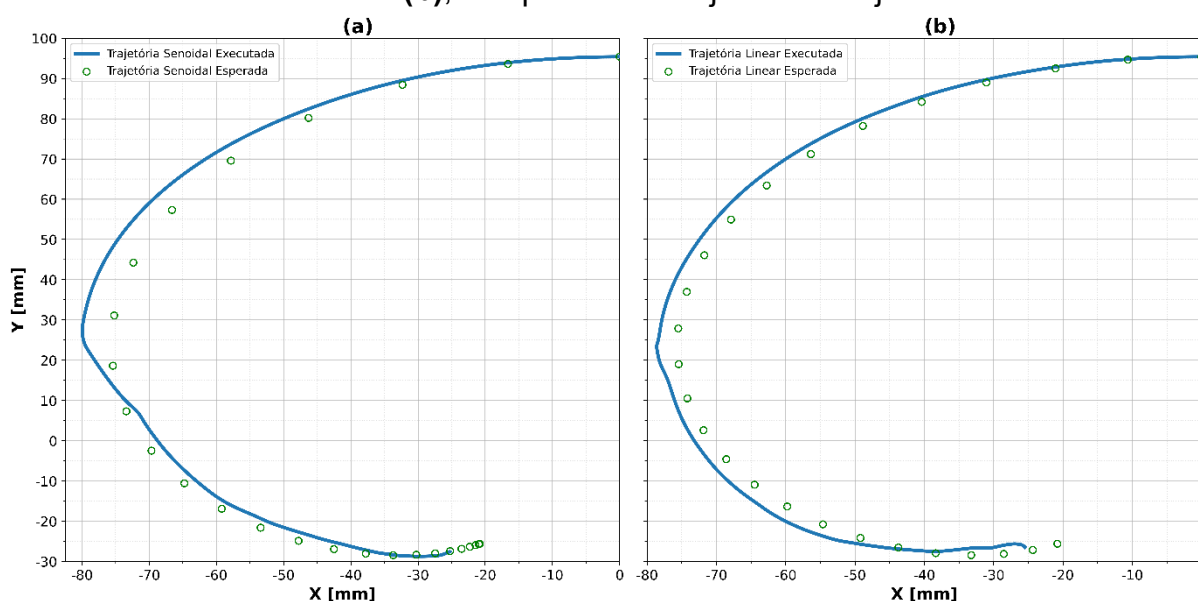 (a)
Trajetória Senoidal Executada
Trajetória Senoidal Esperada
Y [mm]
100
90
80
70
60
50
40
30
20
10
0
-10
-20
-30
-80 -70 -60 -50 -40 -30 -20 -10 0
X [mm]
(b)
Trajetória Linear Executada
Trajetória Linear Esperada
-80 -70 -60 -50 -40 -30 -20 -10
X [mm]